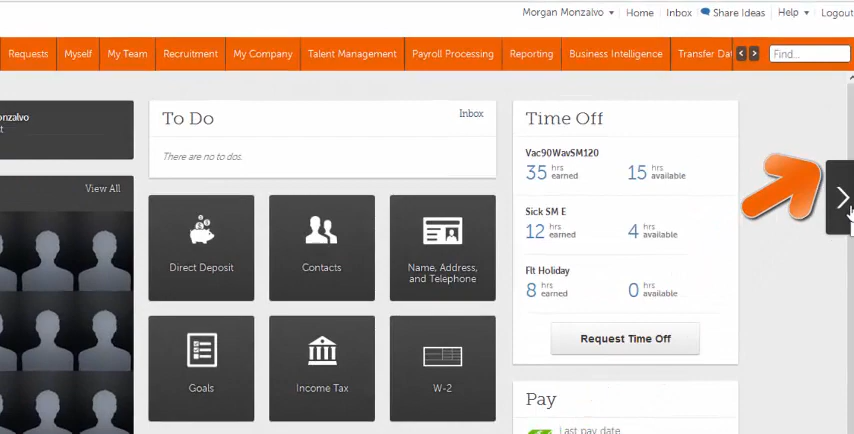 Morgan Monzalvo Home Inbox Share Ideas Help Logout
Requests Myself My Team Recruitment My Company Talent Management Payroll Processing Reporting Business Intelligence Transfer Dat Find...
onzalvo
st
View All
To Do Inbox
There are no to dos.
Direct Deposit Contacts Name, Address,
and Telephone
Goals Income Tax W-2
Time Off
Vac90WavSM120
35 hrs earned 15 hrs available
Sick SM E
12 hrs earned 4 hrs available
Flt Holiday
8 hrs earned 0 hrs available
Request Time Off
Pay
Last pay date